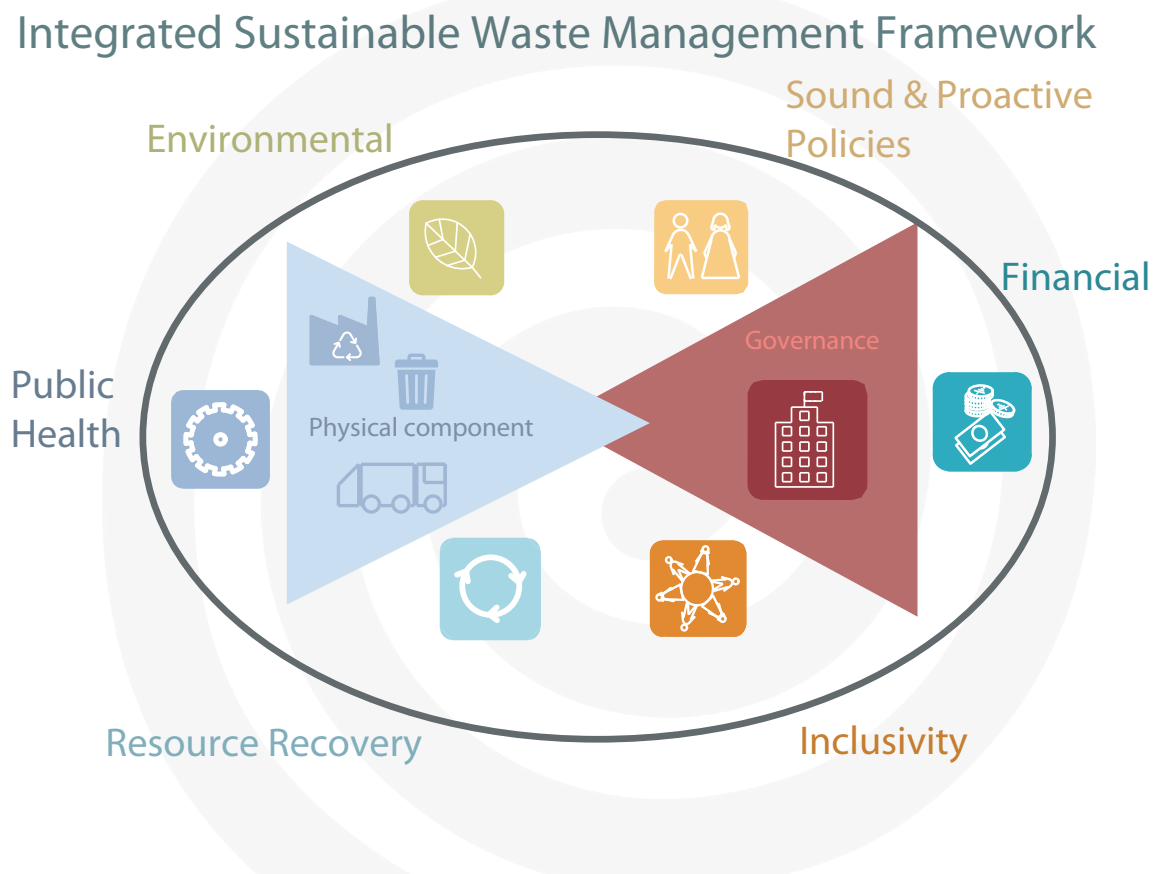 Integrated Sustainable Waste Management Framework
Sound & Proactive
Policies
Environmental
Financial
Governance
Public
Health
Physical component
Resource Recovery
Inclusivity